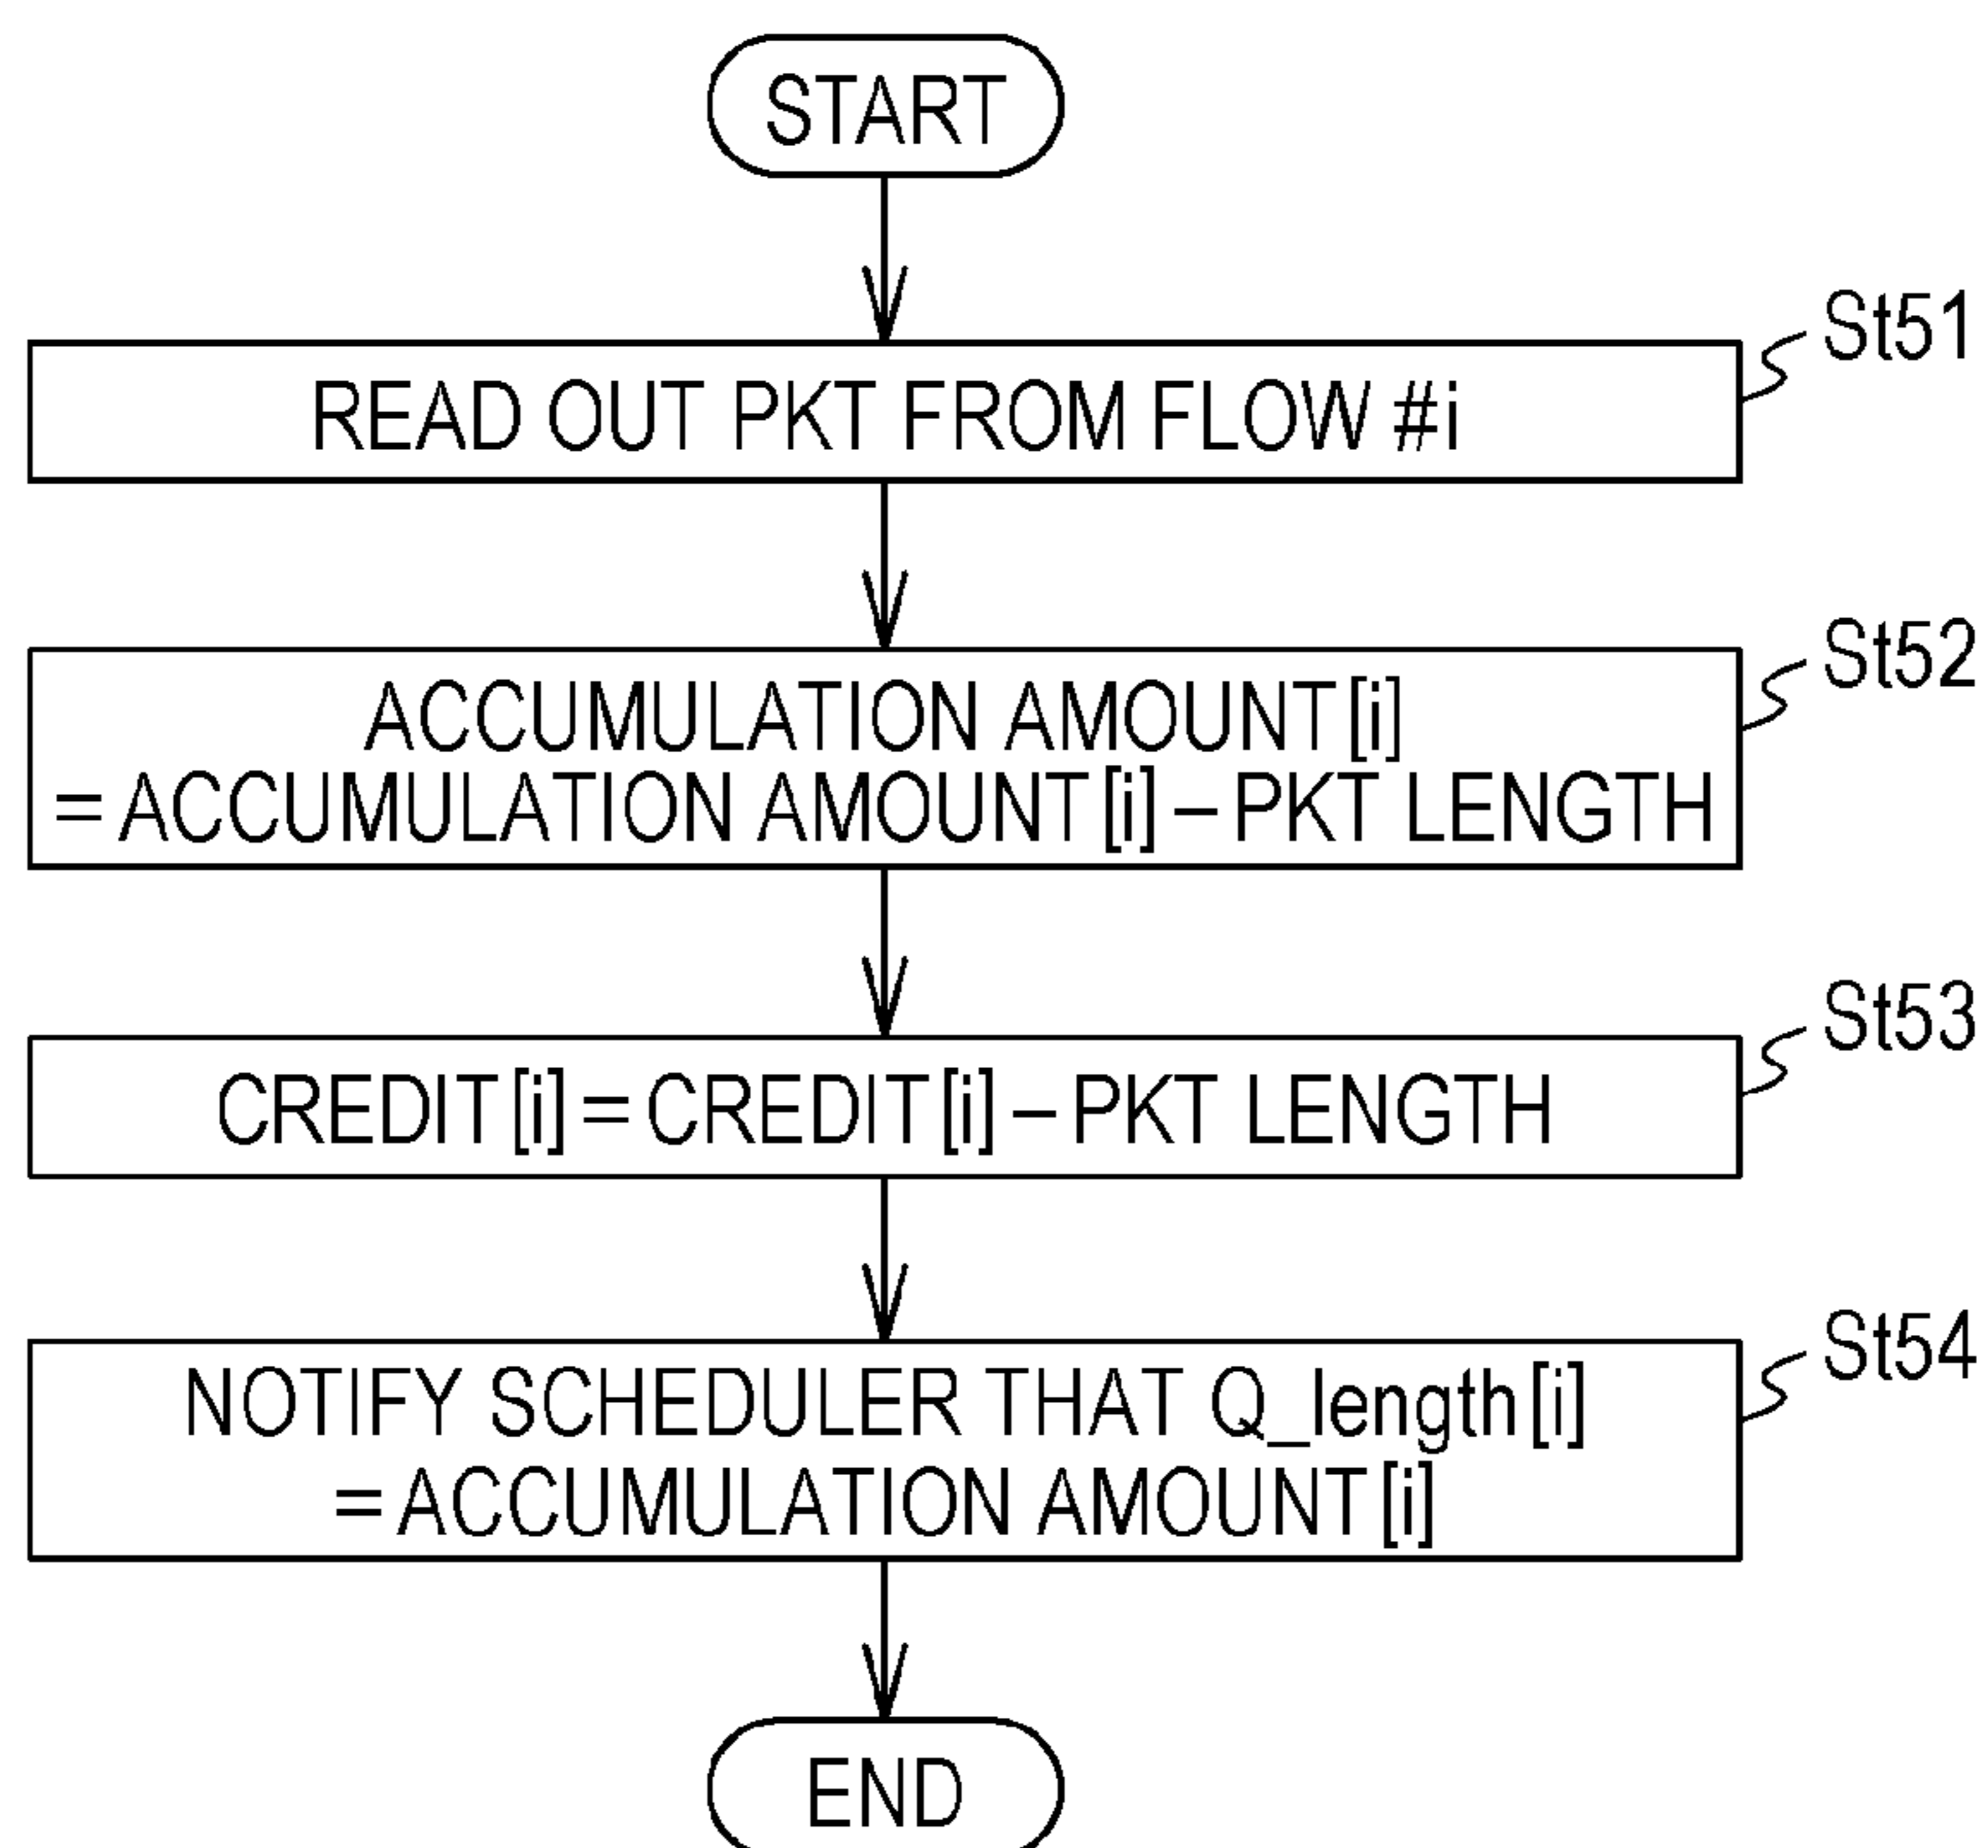 START
St51
READ OUT PKT FROM FLOW #i
St52
ACCUMULATION AMOUNT[i]
=ACCUMULATION AMOUNT[i]–PKT LENGTH
St53
CREDIT[i]=CREDIT[i]–PKT LENGTH
St54
NOTIFY SCHEDULER THAT Q_length[i]
=ACCUMULATION AMOUNT[i]
END